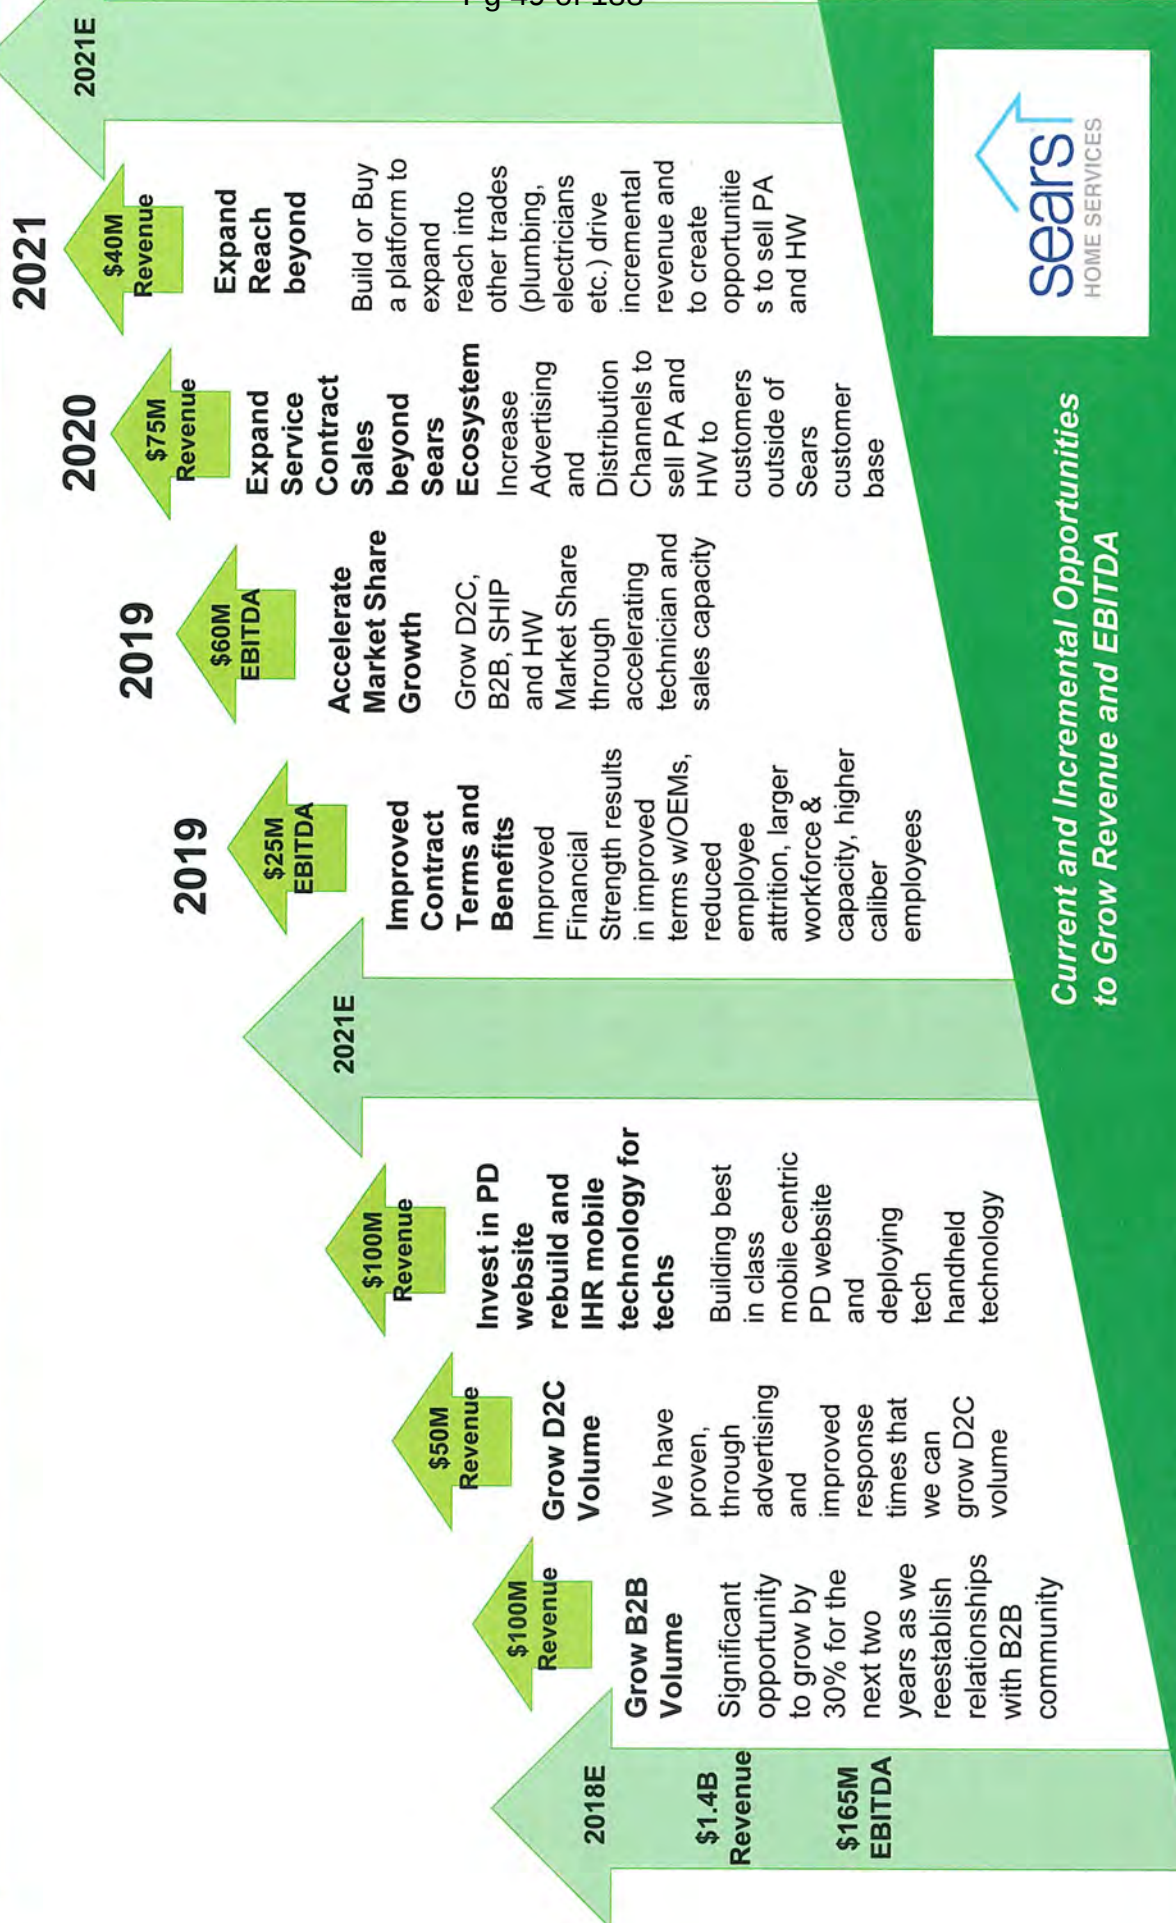 Pg 49 of 138
2018E
$1.4B
Revenue
$165M
EBITDA
$100M
Revenue
Grow B2B
Volume
Significant
opportunity
to grow by
30% for the
next two
years as we
reestablish
relationships
with B2B
community
$50M
Revenue
Grow D2C
Volume
We have
proven,
through
advertising
and
improved
response
times that
we can
grow D2C
volume
$100M
Revenue
Invest in PD
website
rebuild and
IHR mobile
technology for
techs
Building best
in class
mobile centric
PD website
and
deploying
tech
handheld
technology
2021E
2019
$25M
EBITDA
Improved
Contract
Terms and
Benefits
Improved
Financial
Strength results
in improved
terms w/OEMs,
reduced
employee
attrition, larger
workforce &
capacity, higher
caliber
employees
2019
$60M
EBITDA
Accelerate
Market Share
Growth
Grow D2C,
B2B, SHIP
and HW
Market Share
through
accelerating
technician and
sales capacity
2020
$75M
Revenue
Expand
Service
Contract
Sales
beyond
Sears
Ecosystem
Increase
Advertising
and
Distribution
Channels to
sell PA and
HW to
customers
outside of
Sears
customer
base
2021
$40M
Revenue
Expand
Reach
beyond
Build or Buy
a platform to
expand
reach into
other trades
(plumbing,
electricians
etc.) drive
incremental
revenue and
to create
opportunitie
s to sell PA
and HW
2021E
Current and Incremental Opportunities
to Grow Revenue and EBITDA
sears
HOME SERVICES